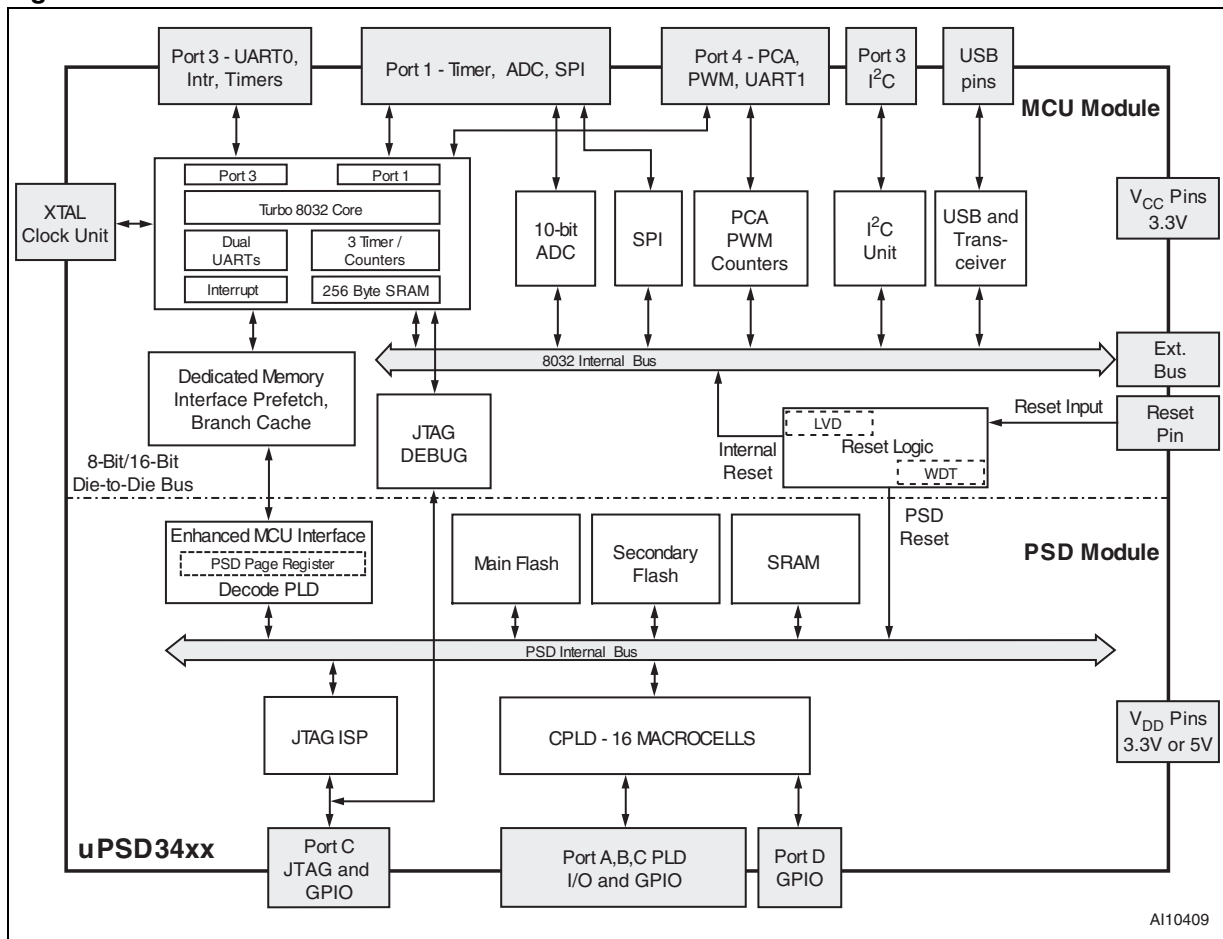 Port 3 - UART0,
Intr, Timers
Port 1 - Timer, ADC, SPI
Port 4 - PCA,
PWM, UART1
Port 3
I²C
USB
pins
MCU Module
XTAL
Clock Unit
Port 3
Port 1
Turbo 8032 Core
Dual
UARTs
3 Timer /
Counters
Interrupt
256 Byte SRAM
10-bit
ADC
SPI
PCA
PWM
Counters
I²C
Unit
USB and
Trans-
ceiver
VCC Pins
3.3V
8032 Internal Bus
Ext.
Bus
Dedicated Memory
Interface Prefetch,
Branch Cache
JTAG
DEBUG
Internal
Reset
LVD
Reset Logic
WDT
Reset Input
Reset
Pin
8-Bit/16-Bit
Die-to-Die Bus
PSD
Reset
PSD Module
Enhanced MCU Interface
PSD Page Register
Decode PLD
Main Flash
Secondary
Flash
SRAM
PSD Internal Bus
JTAG ISP
CPLD - 16 MACROCELLS
VDD Pins
3.3V or 5V
uPSD34xx
Port C
JTAG and
GPIO
Port A,B,C PLD
I/O and GPIO
Port D
GPIO
AI10409